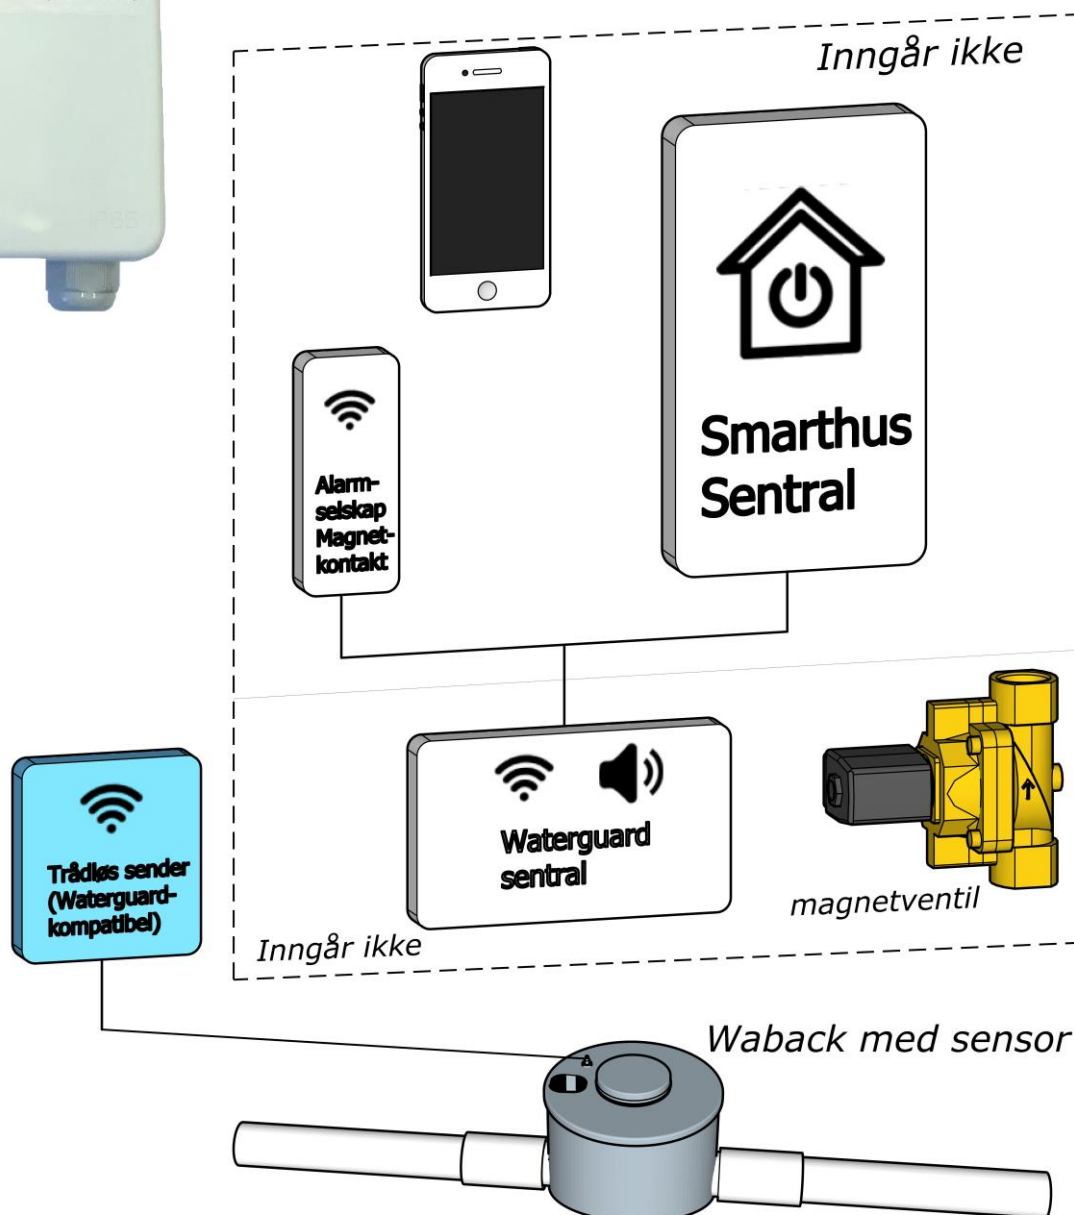 Inngår ikke
IP65
Smarthus
Sentral
Alarm-
selskap
Magnet-
kontakt
Waterguard
sentral
Trådløs sender
(Waterguard-
kompatibel)
magnetventil
Inngår ikke
Waback med sensor